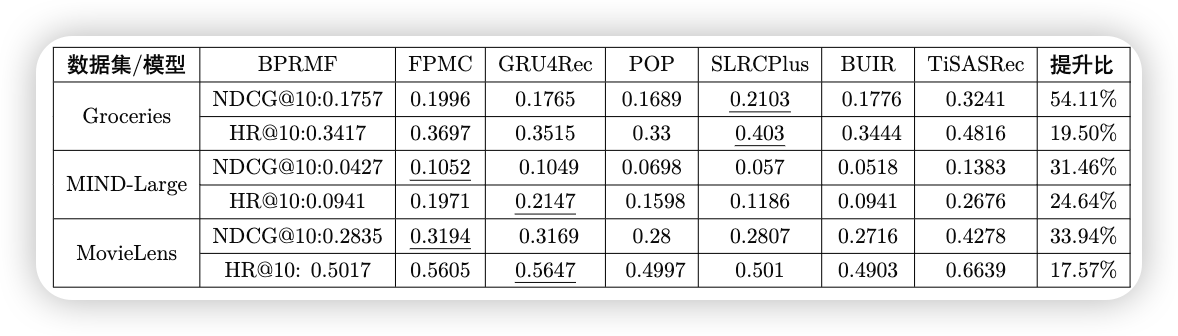 数据集/模型 BPRMF FPMC GRU4Rec POP SLRCPlus BUIR TiSASRec 提升比
Groceries NDCG@10:0.1757 0.1996 0.1765 0.1689 0.2103 0.1776 0.3241 54.11%
HR@10:0.3417 0.3697 0.3515 0.33 0.403 0.3444 0.4816 19.50%
MIND-Large NDCG@10:0.0427 0.1052 0.1049 0.0698 0.057 0.0518 0.1383 31.46%
HR@10:0.0941 0.1971 0.2147 0.1598 0.1186 0.0941 0.2676 24.64%
MovieLens NDCG@10:0.2835 0.3194 0.3169 0.28 0.2807 0.2716 0.4278 33.94%
HR@10: 0.5017 0.5605 0.5647 0.4997 0.501 0.4903 0.6639 17.57%